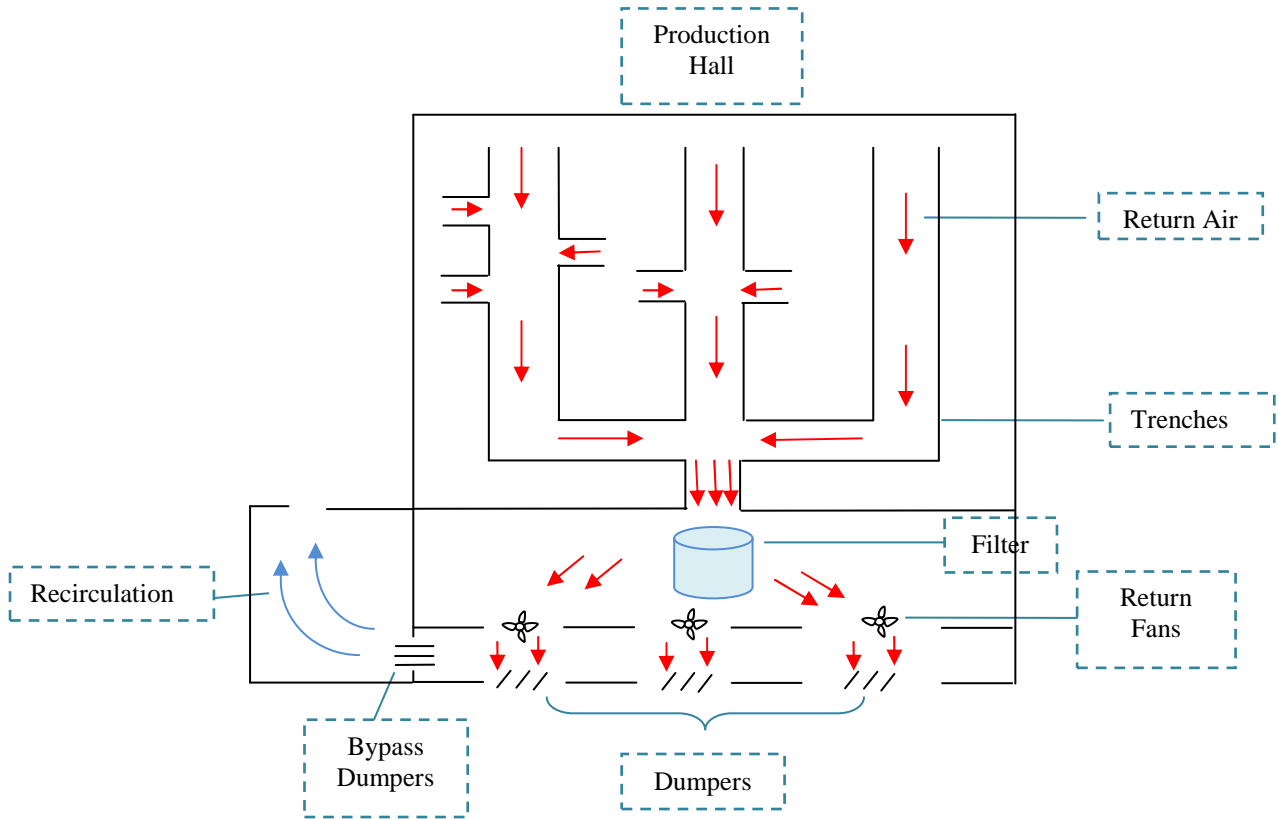 Production
Hall
Return Air
Trenches
Filter
Recirculation
Return
Fans
Bypass
Dumpers
Dumpers